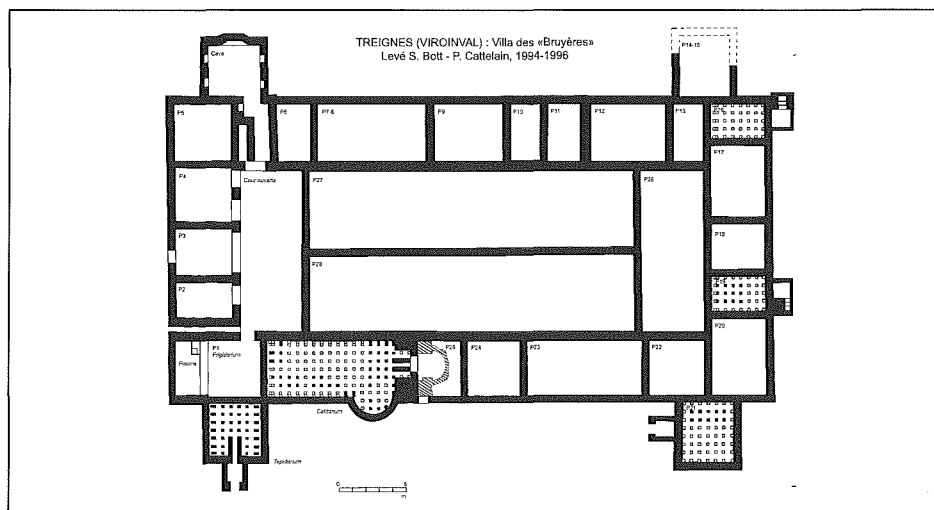 TREIGNES (VIROINVAL) : Villa des «Bruyères»
Levé S. Bott - P. Cattelain, 1994-1996
Cave
P14-15
P5
P6
P7-8
P9
P10
P11
P12
P13
P17
P4
Cour ouverte
P27
P26
P3
P18
P28
P2
P20
P1
Frigidarium
Piscine
P25
P24
P23
P22
Caldarium
Tepidarium
0 5
m